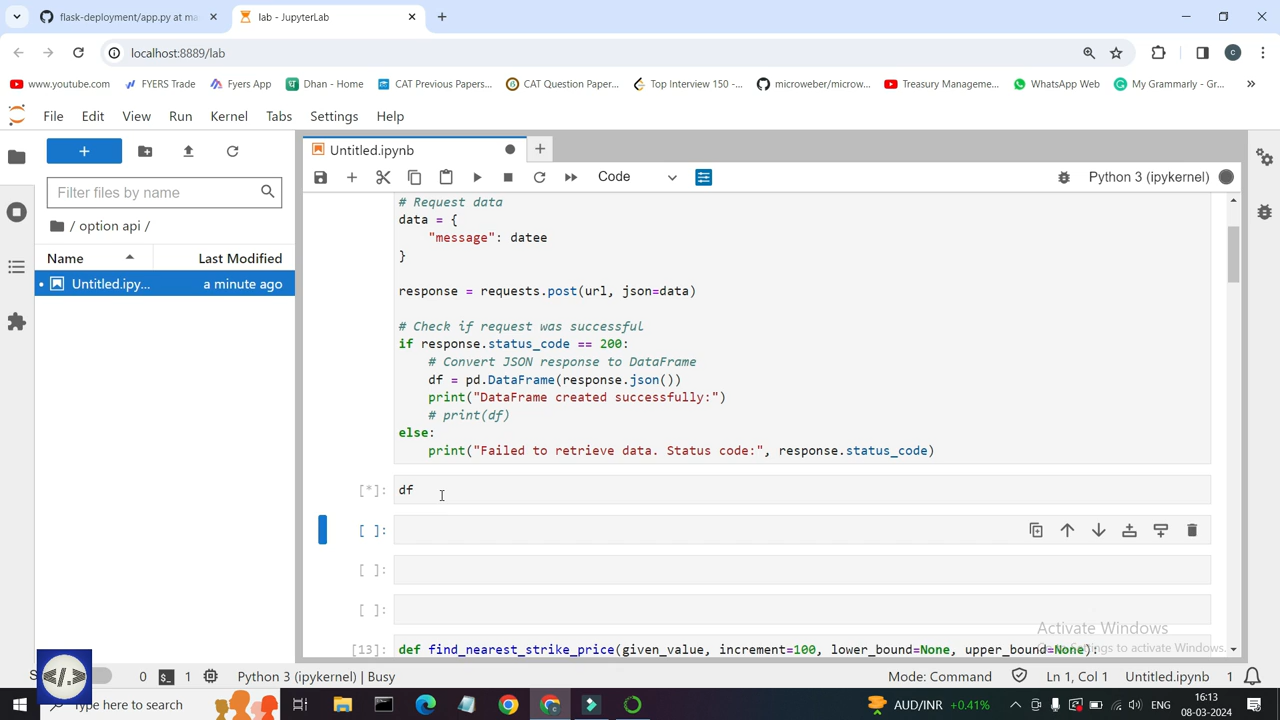 flask-deployment/app.py at ma
lab - JupyterLab
localhost:8889/lab
www.youtube.com
FYERS Trade
Fyers App
Dhan - Home
CAT Previous Papers...
CAT Question Paper...
Top Interview 150 -...
microweber/microw...
Treasury Manageme...
WhatsApp Web
My Grammarly - Gr...
File Edit View Run Kernel Tabs Settings Help
Untitled.ipynb
Code
Python 3 (ipykernel)
Filter files by name
/ option api /
Name Last Modified
Untitled.ipy... a minute ago
# Request data
data = {
"message": datee
}
response = requests.post(url, json=data)
# Check if request was successful
if response.status_code == 200:
# Convert JSON response to DataFrame
df = pd.DataFrame(response.json())
print("DataFrame created successfully:")
# print(df)
else:
print("Failed to retrieve data. Status code:", response.status_code)
[*]: df
[ ]:
[ ]:
[ ]:
[13]: def find_nearest_strike_price(given_value, increment=100, lower_bound=None, upper_bound=None):
Activate Windows
Go to Settings to activate Windows.
0 1 Python 3 (ipykernel) | Busy Mode: Command Ln 1, Col 1 Untitled.ipynb 1
</>
Type here to search
AUD/INR +0.41%
ENG
16:13
08-03-2024